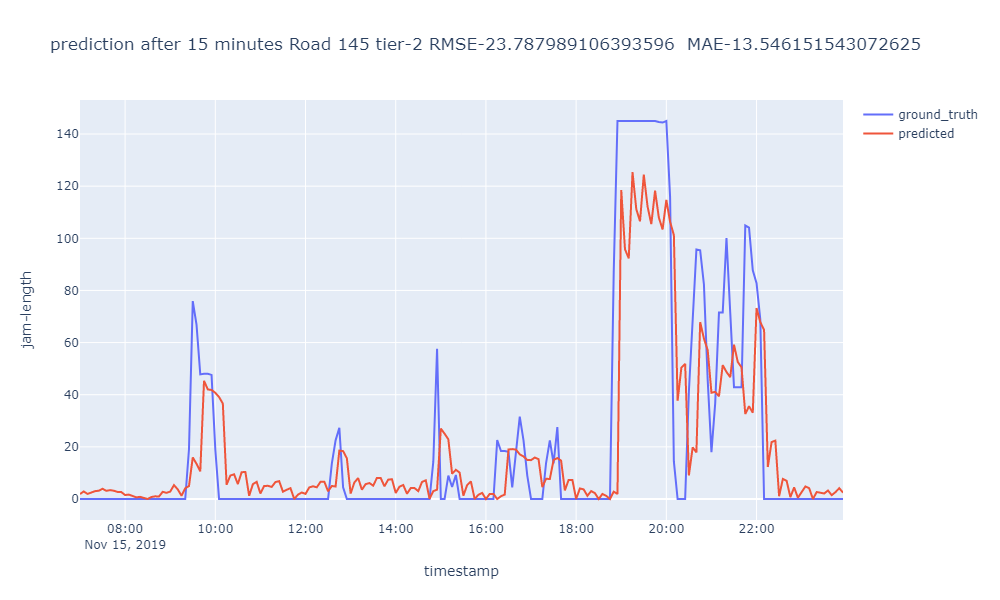 prediction after 15 minutes Road 145 tier-2 RMSE-23.787989106393596  MAE-13.546151543072625
ground_truth
predicted
jam-length
140
120
100
80
60
40
20
0
08:00 10:00 12:00 14:00 16:00 18:00 20:00 22:00
Nov 15, 2019
timestamp